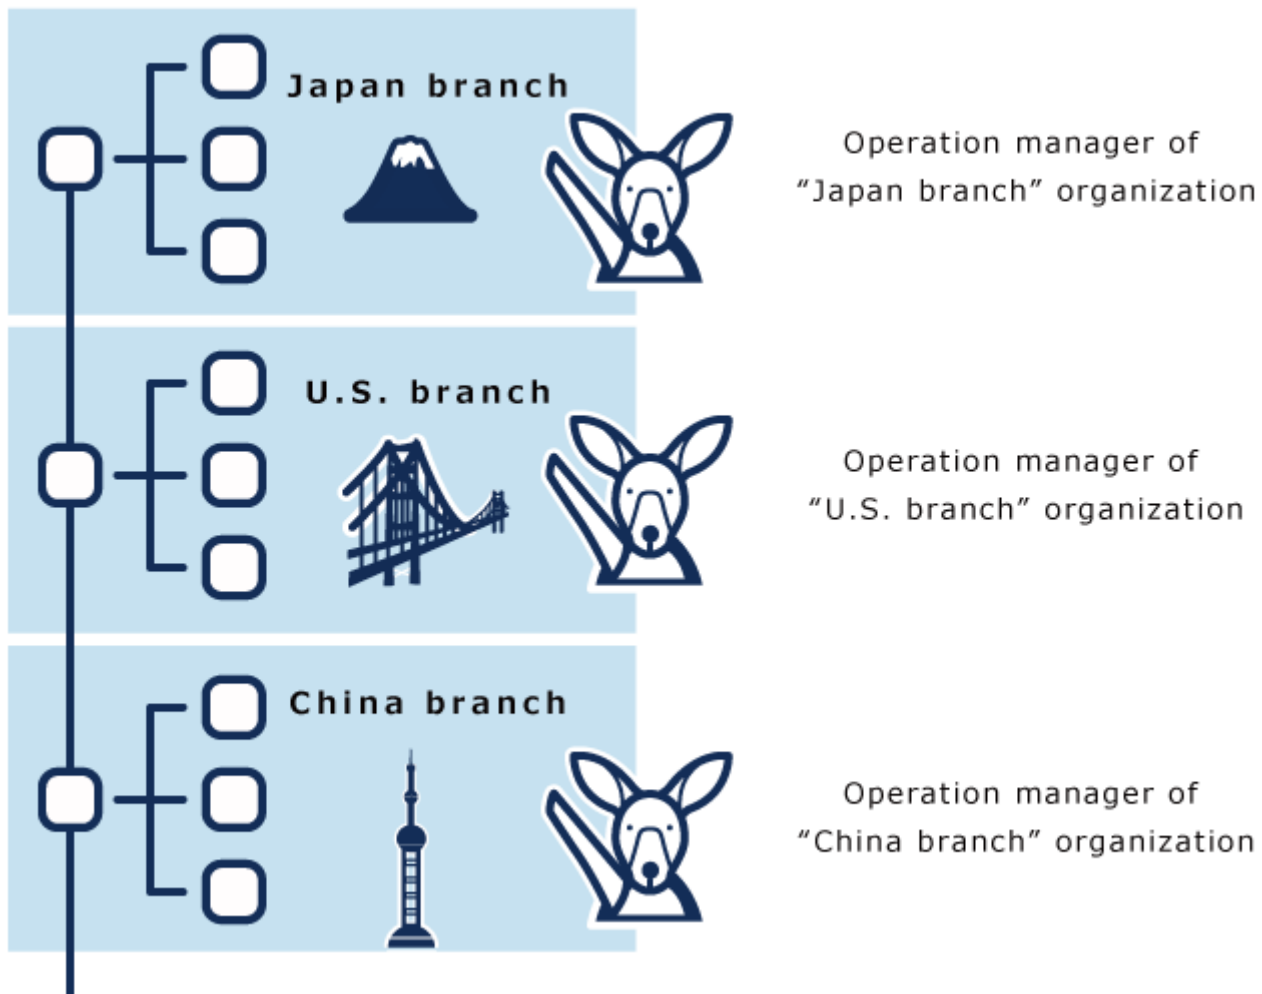 Japan branch
Operation manager of
“Japan branch” organization
U.S. branch
Operation manager of
“U.S. branch” organization
China branch
Operation manager of
“China branch” organization